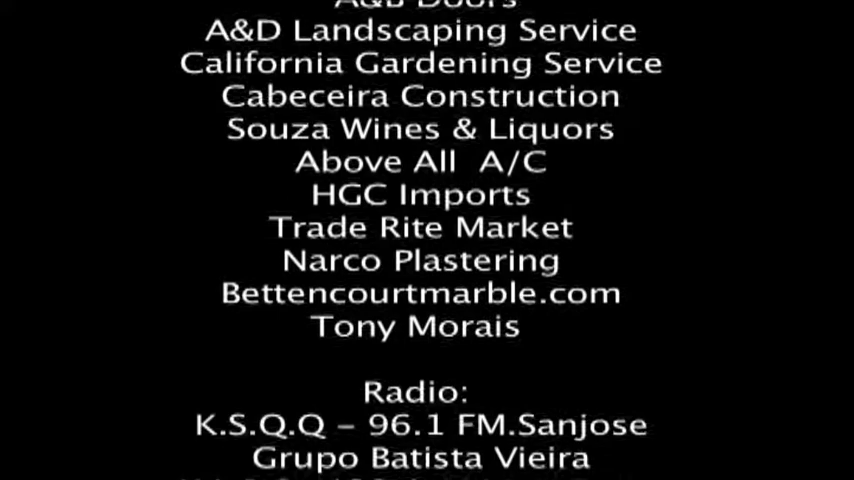 A&B Doors
A&D Landscaping Service
California Gardening Service
Cabeceira Construction
Souza Wines & Liquors
Above All A/C
HGC Imports
Trade Rite Market
Narco Plastering
Bettencourtmarble.com
Tony Morais
Radio:
K.S.Q.Q – 96.1 FM.Sanjose
Grupo Batista Vieira